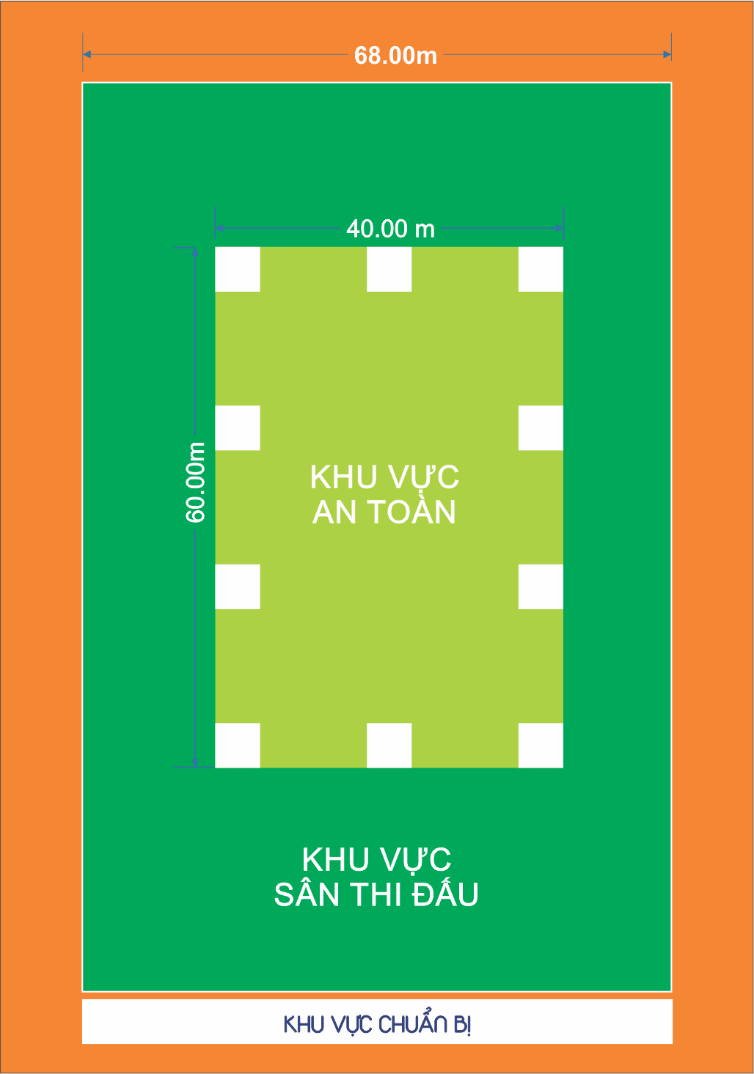 68.00m
40.00 m
60.00m
KHU VỰC
AN TOÀN
KHU VỰC
SÂN THI ĐẤU
KHU VỰC CHUẨN BỊ